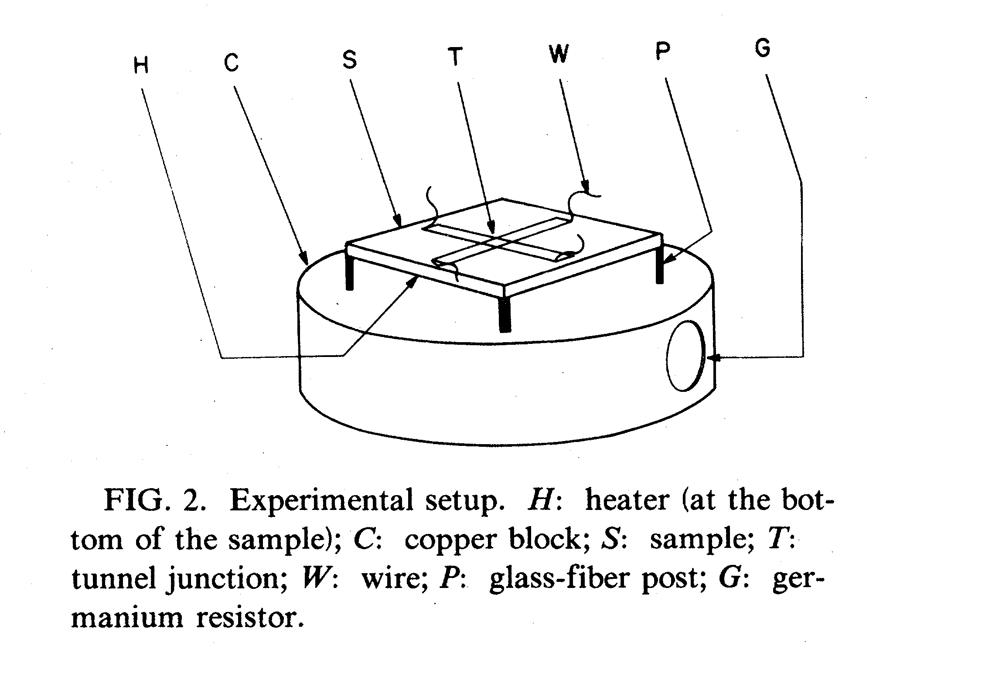 H C S T W P G
FIG. 2. Experimental setup. H: heater (at the bot-
tom of the sample); C: copper block; S: sample; T:
tunnel junction; W: wire; P: glass-fiber post; G: ger-
manium resistor.